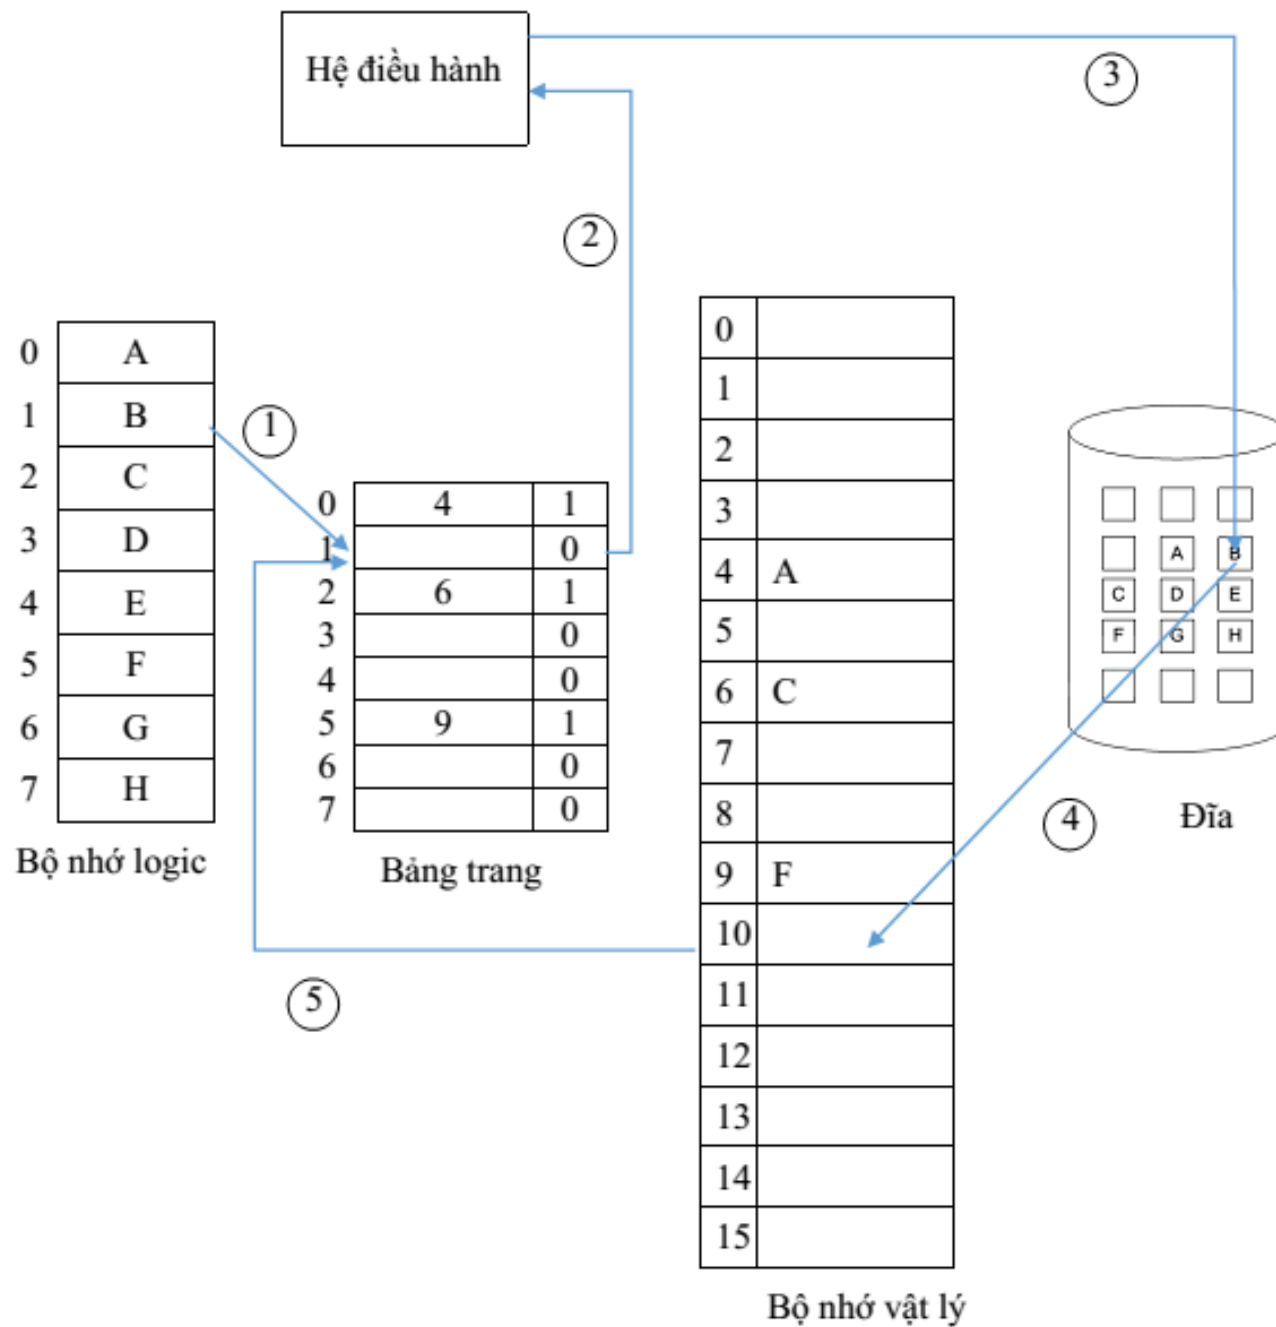 Hệ điều hành
3
2
0 A
1 B
2 C
3 D
4 E
5 F
6 G
7 H
Bộ nhớ logic
1
0 4 1
1 0
2 6 1
3 0
4 0
5 9 1
6 0
7 0
Bảng trang
0
1
2
3
4 A
5
6 C
7
8
9 F
10
11
12
13
14
15
Bộ nhớ vật lý
A B
C D E
F G H
Đĩa
4
5